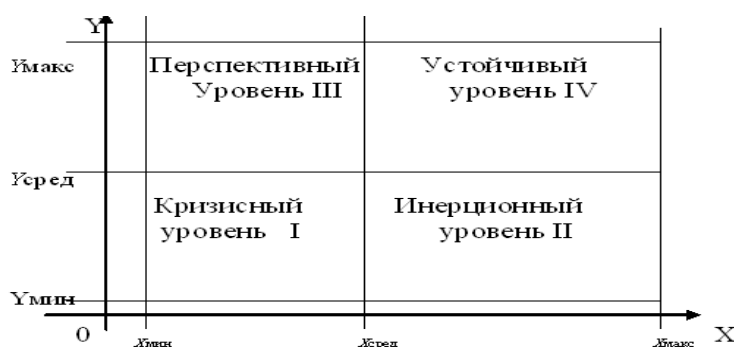 Y
Yмакс
Перспективный
Уровень III
Устойчивый
уровень IV
Yсред
Кризисный
уровень I
Инерционный
уровень II
Yмин
0
Xмин
Xсред
Xмакс
X